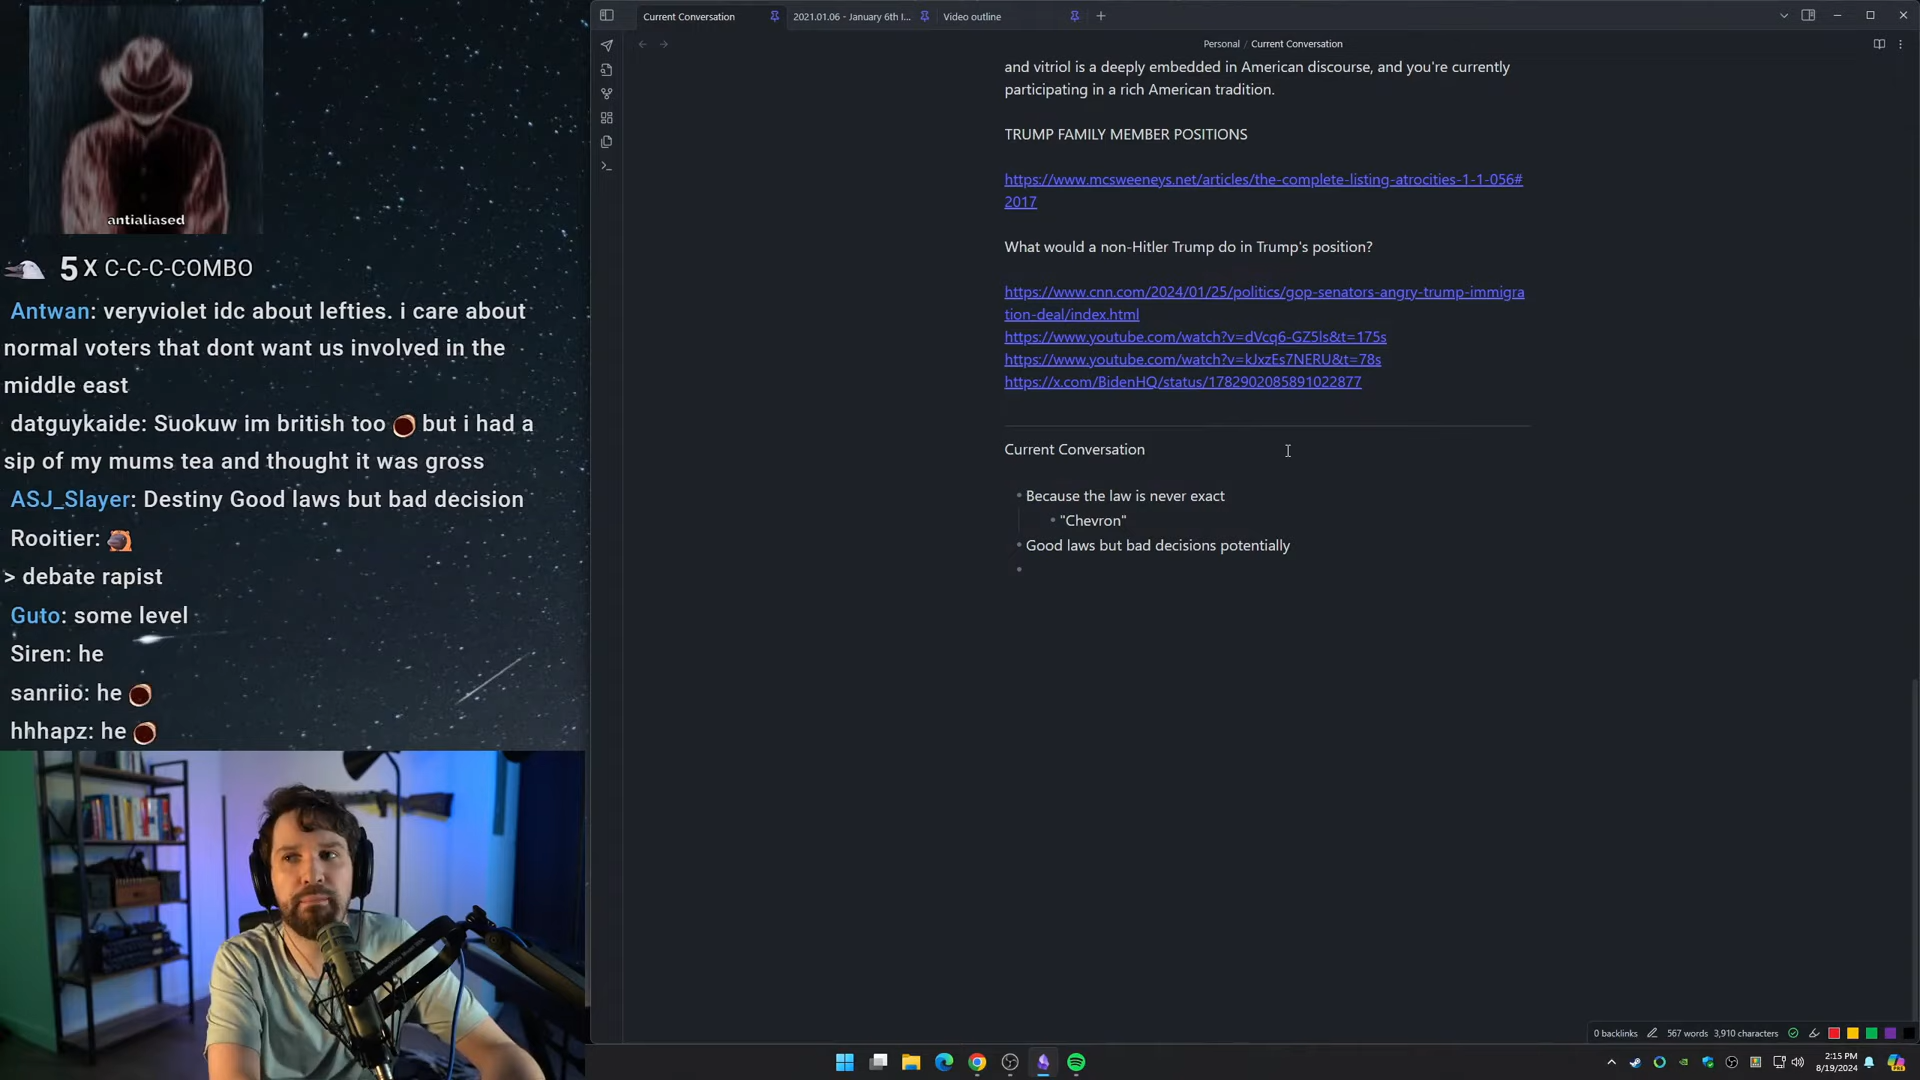 antialiased
5 X C-C-C-COMBO
Antwan: veryviolet idc about lefties. i care about
normal voters that dont want us involved in the
middle east
datguykaide: Suokuw im british too but i had a
sip of my mums tea and thought it was gross
ASJ_Slayer: Destiny Good laws but bad decision
Rooitier:
> debate rapist
Guto: some level
Siren: he
sanriio: he
hhhapz: he
Current Conversation
2021.01.06 - January 6th I...
Video outline
Personal / Current Conversation
and vitriol is a deeply embedded in American discourse, and you're currently
participating in a rich American tradition.
TRUMP FAMILY MEMBER POSITIONS
https://www.mcsweeneys.net/articles/the-complete-listing-atrocities-1-1-056#
2017
What would a non-Hitler Trump do in Trump's position?
https://www.cnn.com/2024/01/25/politics/gop-senators-angry-trump-immigra
tion-deal/index.html
https://www.youtube.com/watch?v=dVcq6-GZ5ls&t=175s
https://www.youtube.com/watch?v=kJxzEs7NERU&t=78s
https://x.com/BidenHQ/status/1782902085891022877
Current Conversation
Because the law is never exact
"Chevron"
Good laws but bad decisions potentially
0 backlinks 567 words 3,910 characters
2:15 PM
8/19/2024